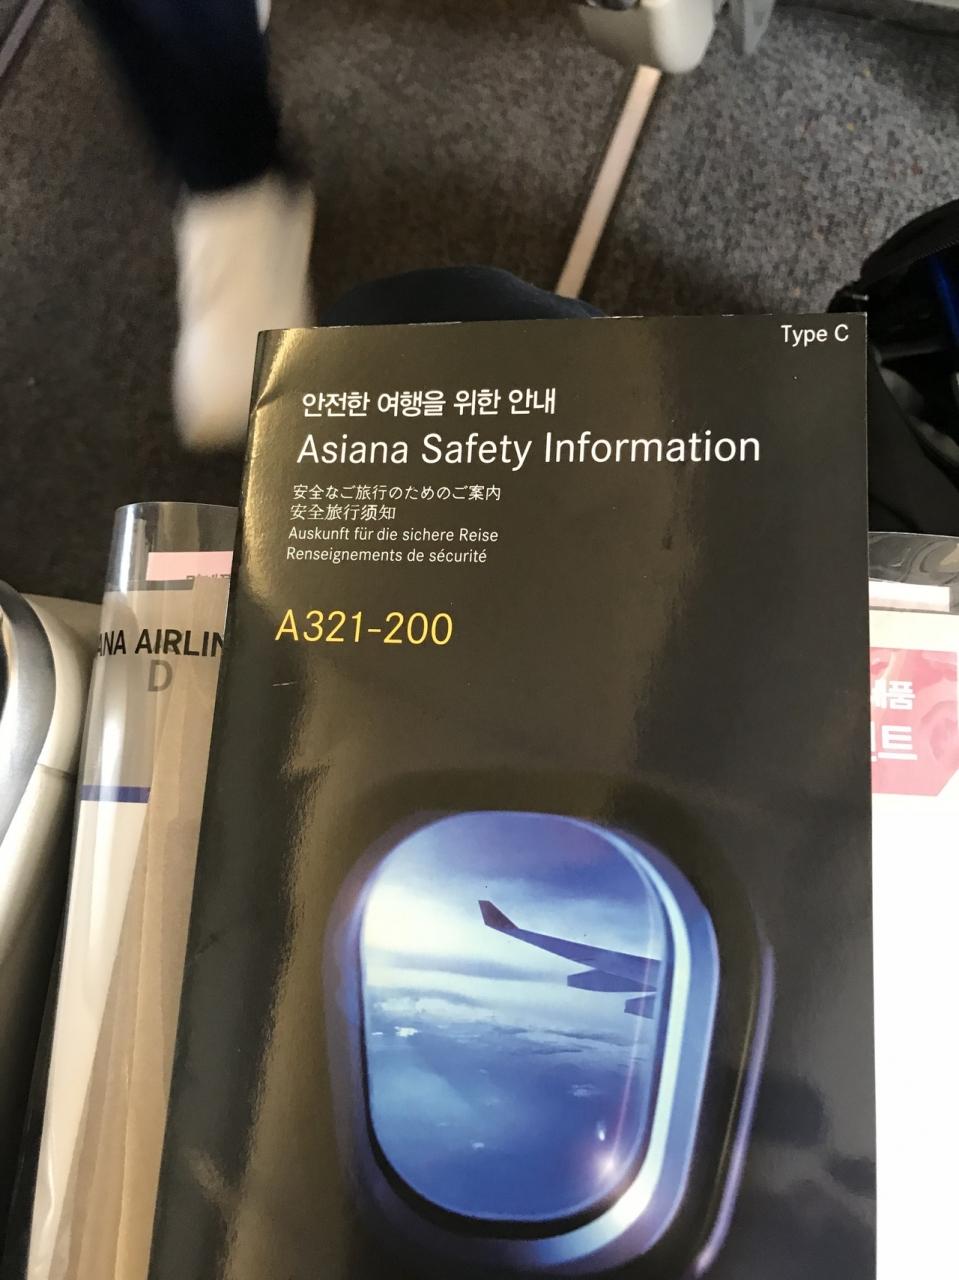 Type C
안전한 여행을 위한 안내
Asiana Safety Information
安全なご旅行のためのご案内
安全旅行须知
Auskunft für die sichere Reise
Renseignements de sécurité
A321-200
ANA AIRLIN
D
품
트